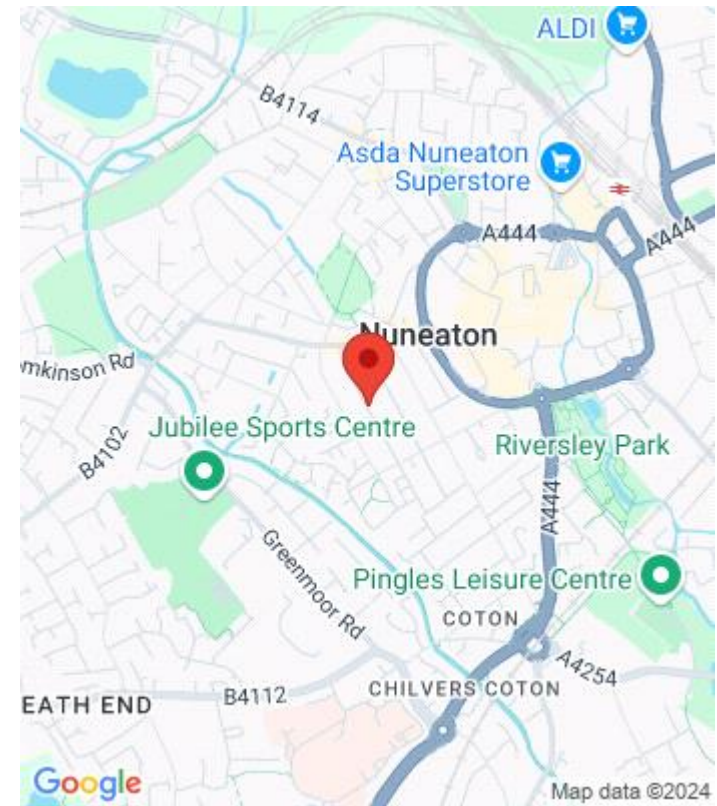 ALDI
B4114
Asda Nuneaton
Superstore
A444
A444
Nuneaton
omkinson Rd
Jubilee Sports Centre
B4102
Riversley Park
A444
Greenmoor Rd
Pingles Leisure Centre
COTON
A4254
CHILVERS COTON
B4112
EATH END
Google
Map data ©2024